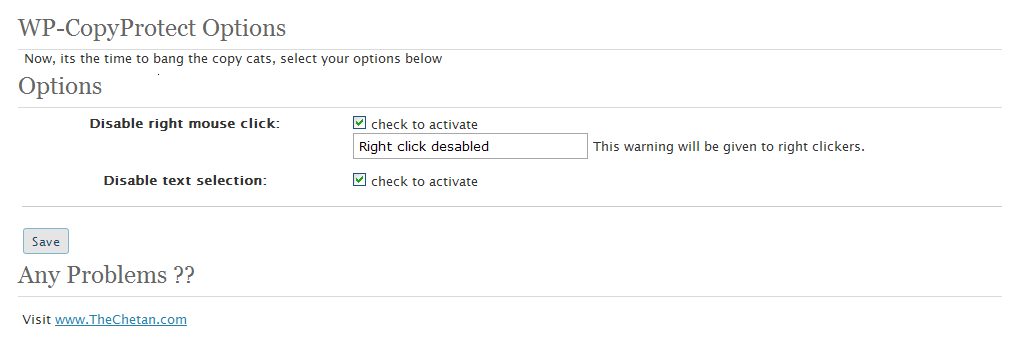 WP-CopyProtect Options
Now, its the time to bang the copy cats, select your options below
Options
Disable right mouse click: check to activate
Right click desabled This warning will be given to right clickers.
Disable text selection: check to activate
Save
Any Problems ??
Visit www.TheChetan.com